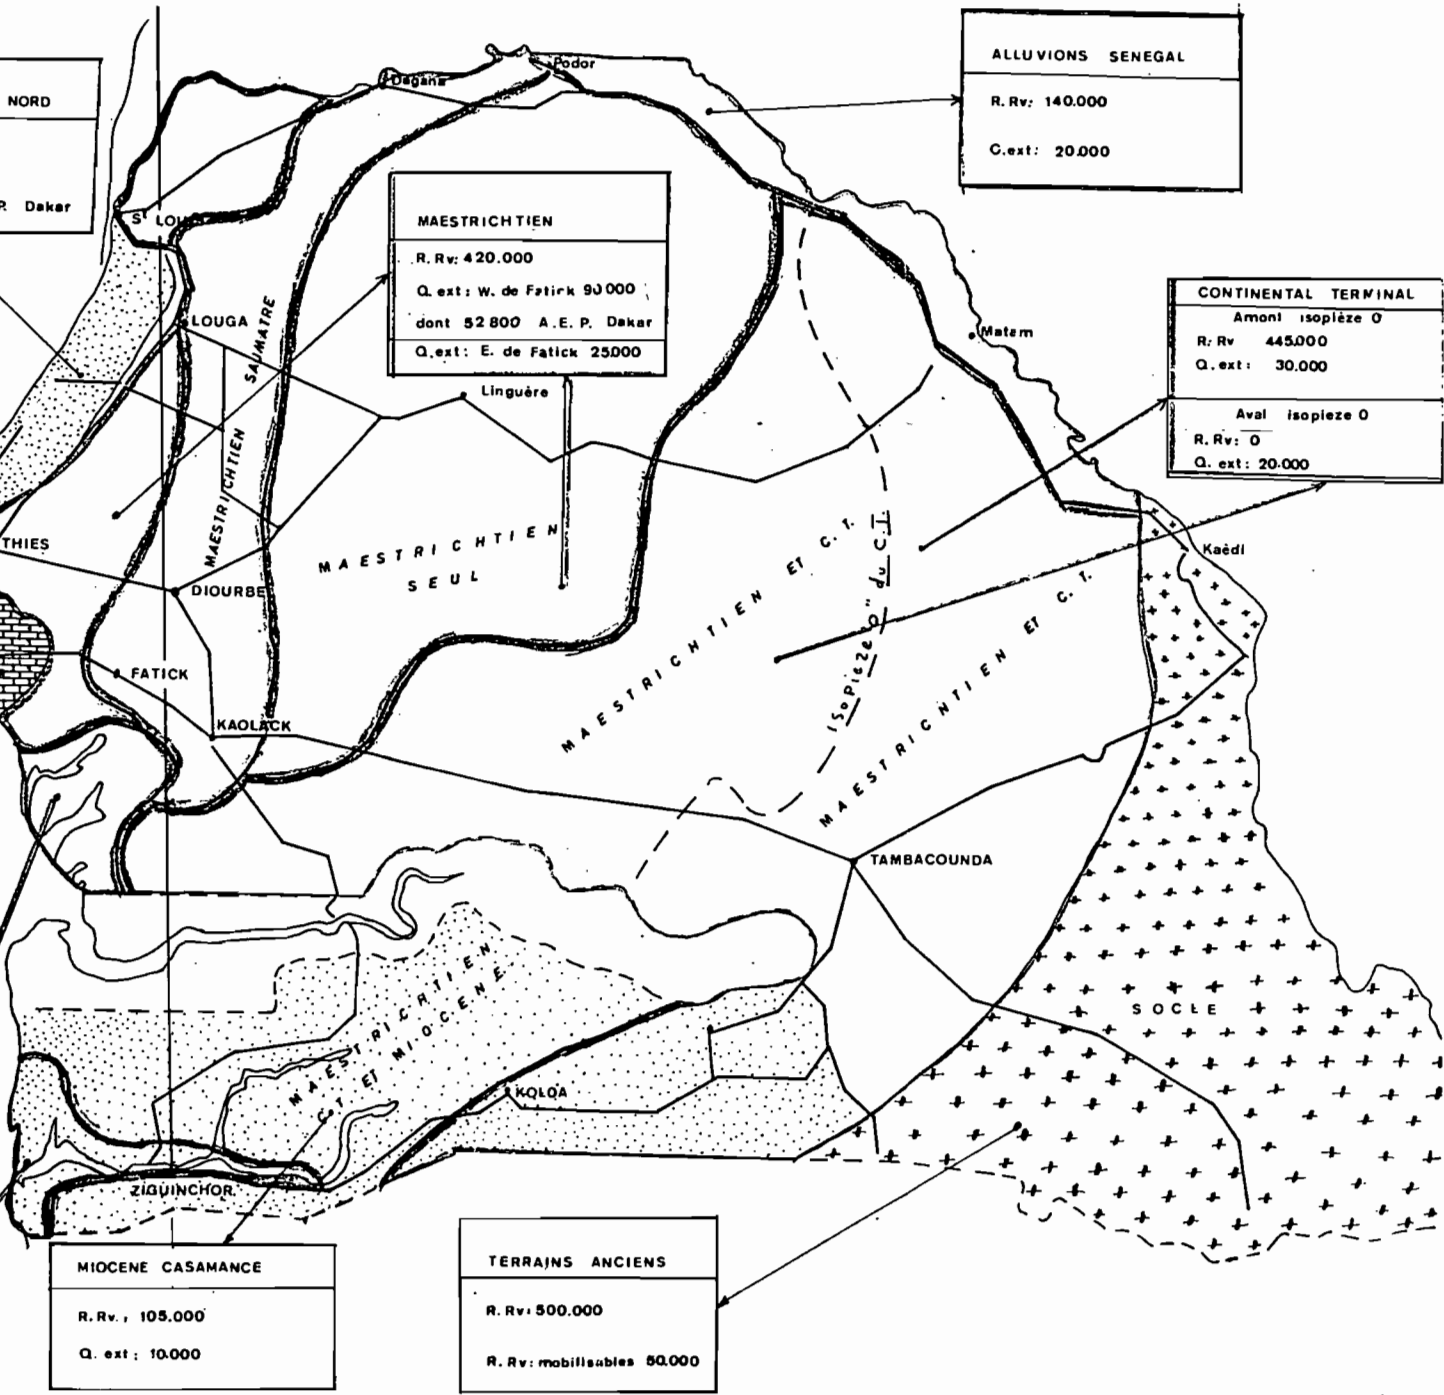 NORD
P. Dakar
ALLUVIONS SENEGAL
R.Rv: 140.000
C.ext: 20.000
Podor
Dagana
MAESTRICHTIEN
R.Rv: 420.000
Q.ext: W. de Fatick 90000
dont 52800 A.E.P. Dakar
Q.ext: E. de Fatick 25000
CONTINENTAL TERMINAL
Amont isopièze 0
R.Rv 445.000
Q.ext: 30.000
Aval isopieze 0
R.Rv: 0
Q.ext: 20.000
St LOUIS
LOUGA
Matam
Linguère
MAESTRICHTIEN SAUMATRE
THIES
DIOURBEL
MAESTRICHTIEN
SEUL
MAESTRICHTIEN ET C.T.
Isopieze "0" du C.T.
MAESTRICHTIEN ET C.T.
Kaèdi
FATICK
KAOLACK
TAMBACOUNDA
SOCLE
MAESTRICHTIEN
C.T ET MIOCENE
KOLDA
ZIGUINCHOR
MIOCENE CASAMANCE
R.Rv.: 105.000
Q.ext: 10.000
TERRAINS ANCIENS
R.Rv: 500.000
R.Rv: mobilisables 50.000